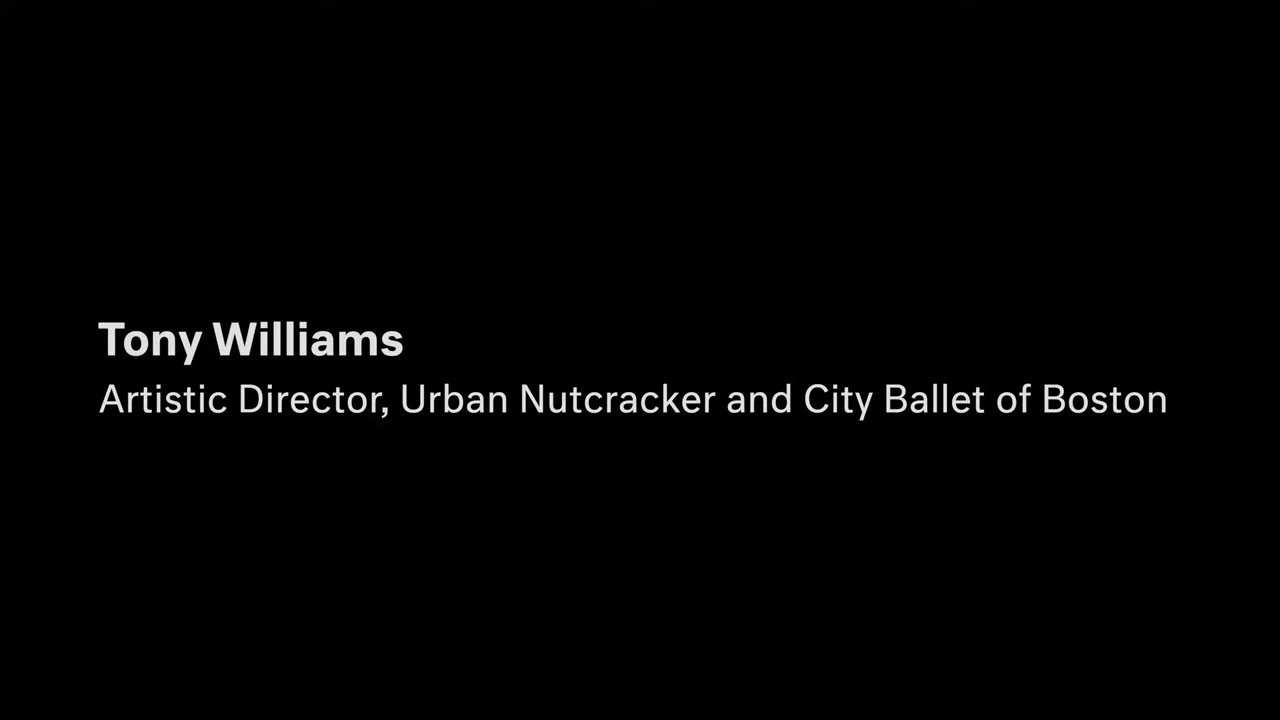 Tony Williams
Artistic Director, Urban Nutcracker and City Ballet of Boston